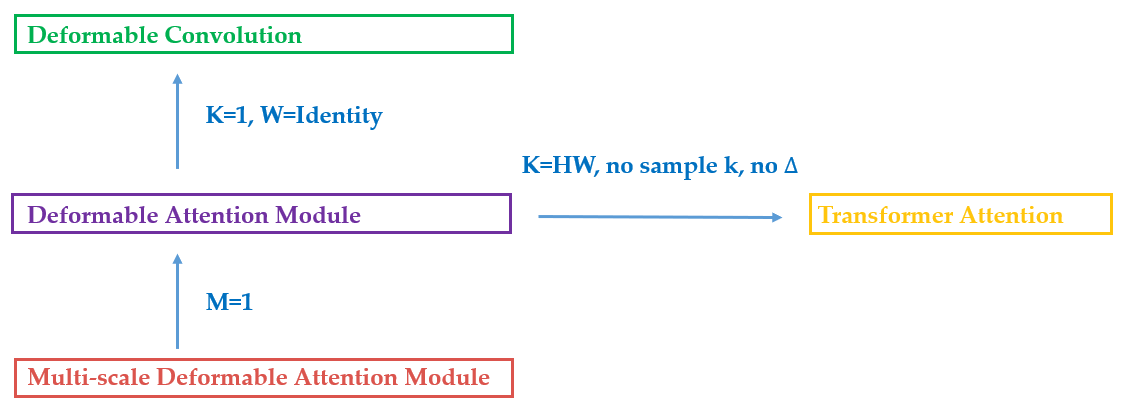 Deformable Convolution
K=1, W=Identity
K=HW, no sample k, no Δ
Deformable Attention Module
Transformer Attention
M=1
Multi-scale Deformable Attention Module